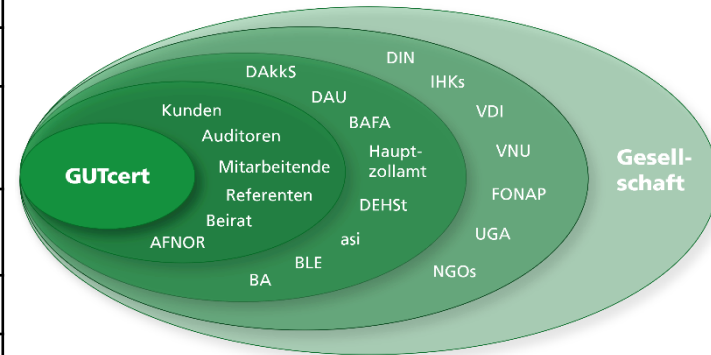 GUTcert
Kunden
Auditoren
Mitarbeitende
Referenten
Beirat
AFNOR
DAkkS
DAU
BAFA
Haupt-
zollamt
DEHSt
asi
BLE
BA
DIN
IHKs
VDI
VNU
FONAP
UGA
NGOs
Gesell-
schaft